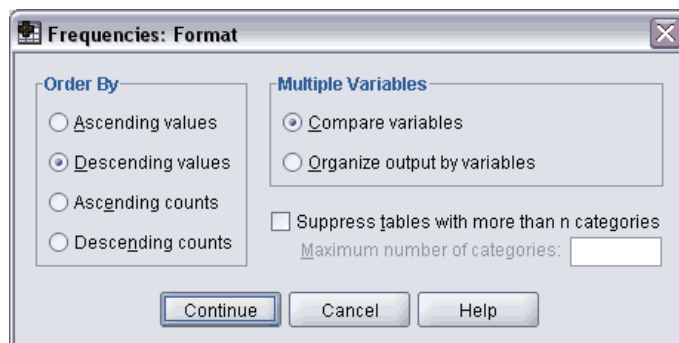 Frequencies: Format
Order By
Ascending values
Descending values
Ascending counts
Descending counts
Multiple Variables
Compare variables
Organize output by variables
Suppress tables with more than n categories
Maximum number of categories:
Continue
Cancel
Help